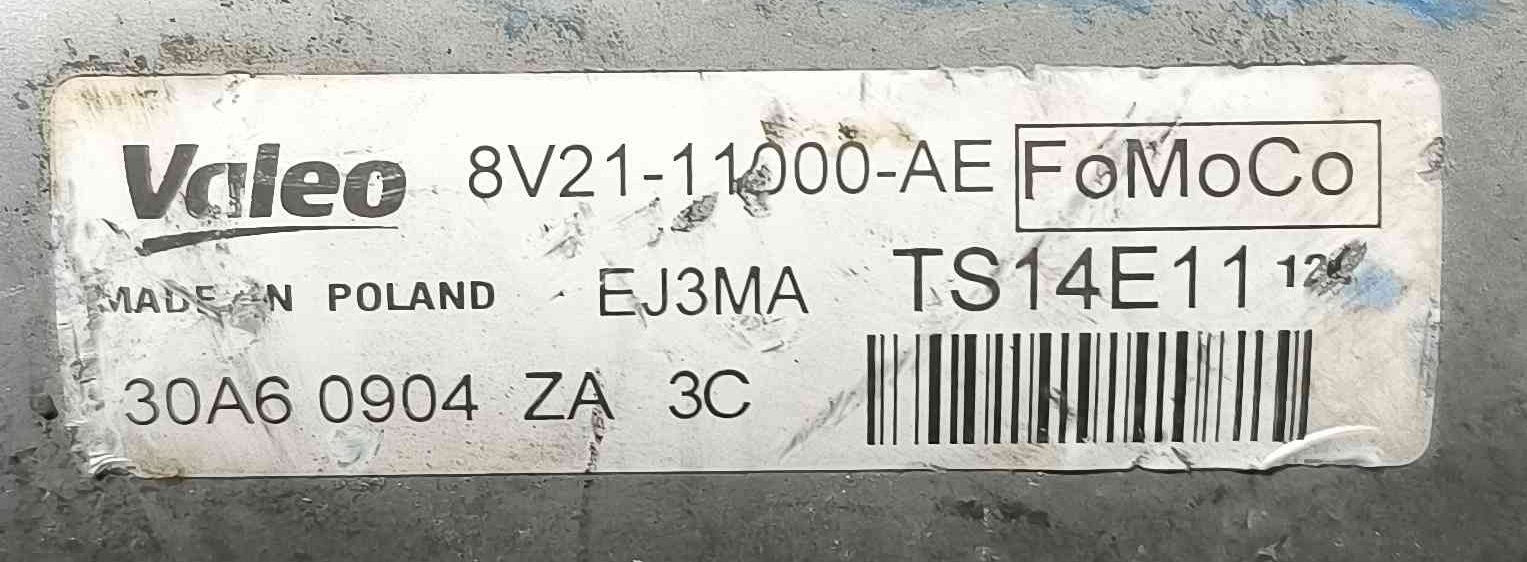 Valeo 8V21-11000-AE FoMoCo
MADE IN POLAND EJ3MA TS14E11
30A6 0904 ZA 3C